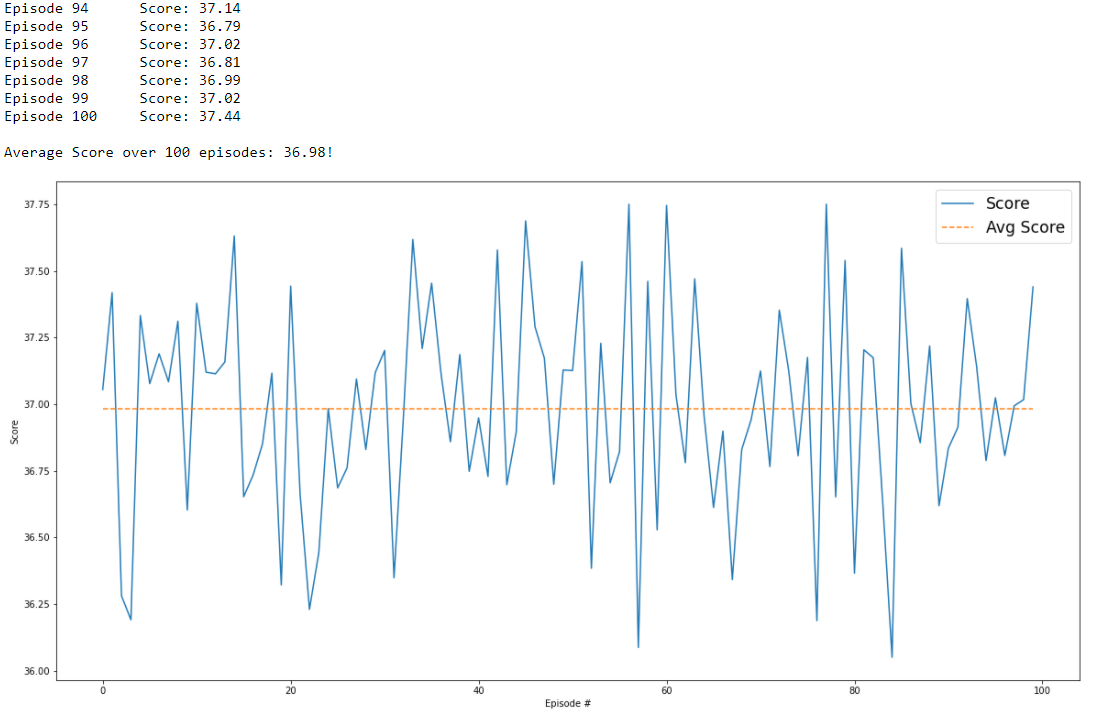 Episode 94 Score: 37.14
Episode 95 Score: 36.79
Episode 96 Score: 37.02
Episode 97 Score: 36.81
Episode 98 Score: 36.99
Episode 99 Score: 37.02
Episode 100 Score: 37.44
Average Score over 100 episodes: 36.98!
Score
Avg Score
37.75
37.50
37.25
37.00
36.75
36.50
36.25
36.00
Score
0 20 40 60 80 100
Episode #